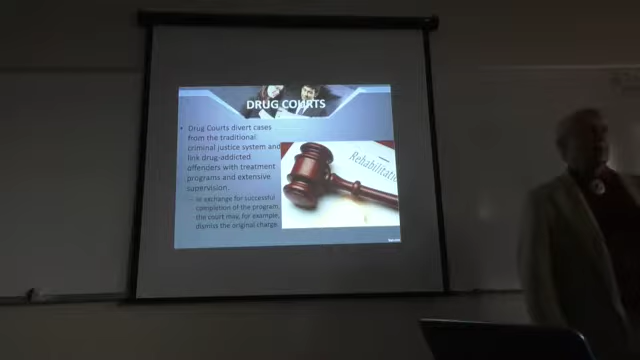 DRUG COURTS
• Drug Courts divert cases
from the traditional
criminal justice system and
link drug-addicted
offenders with treatment
programs and extensive
supervision.
– In exchange for successful
completion of the program,
the court may, for example,
dismiss the original charge.
Rehabilitati